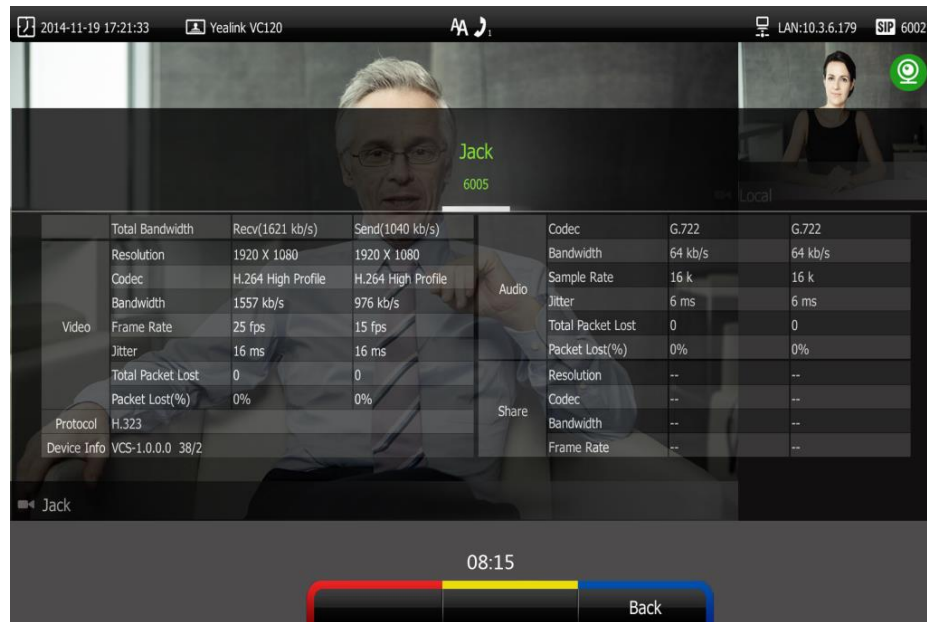 2014-11-19 17:21:33 Yealink VC120 AA 1 LAN:10.3.6.179 SIP 6002
Jack
6005
Local
Total Bandwidth Recv(1621 kb/s) Send(1040 kb/s)
Video
Resolution 1920 X 1080 1920 X 1080
Codec H.264 High Profile H.264 High Profile
Bandwidth 1557 kb/s 976 kb/s
Frame Rate 25 fps 15 fps
Jitter 16 ms 16 ms
Total Packet Lost 0 0
Packet Lost(%) 0% 0%
Protocol H.323
Device Info VCS-1.0.0.0 38/2
Audio
Codec G.722 G.722
Bandwidth 64 kb/s 64 kb/s
Sample Rate 16 k 16 k
Jitter 6 ms 6 ms
Total Packet Lost 0 0
Packet Lost(%) 0% 0%
Share
Resolution -- --
Codec -- --
Bandwidth -- --
Frame Rate -- --
Jack
08:15
Back